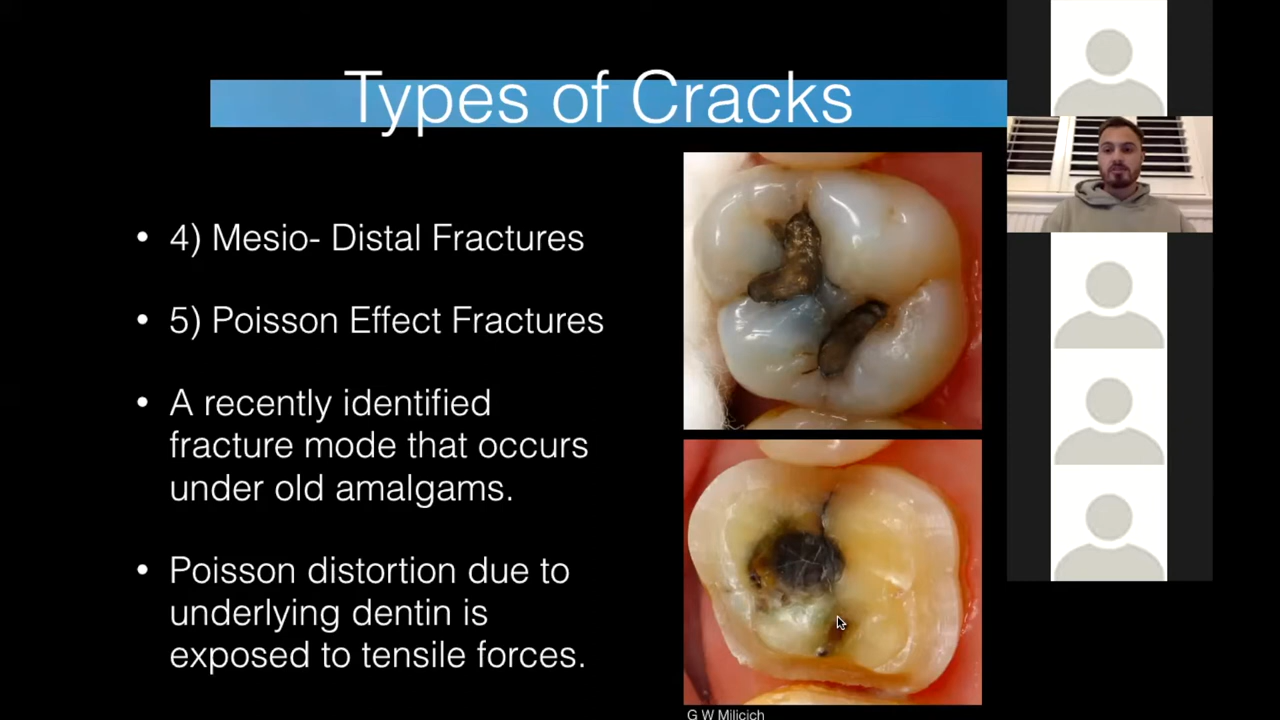 Types of Cracks
• 4) Mesio- Distal Fractures
• 5) Poisson Effect Fractures
• A recently identified
fracture mode that occurs
under old amalgams.
• Poisson distortion due to
underlying dentin is
exposed to tensile forces.
G W Milicich